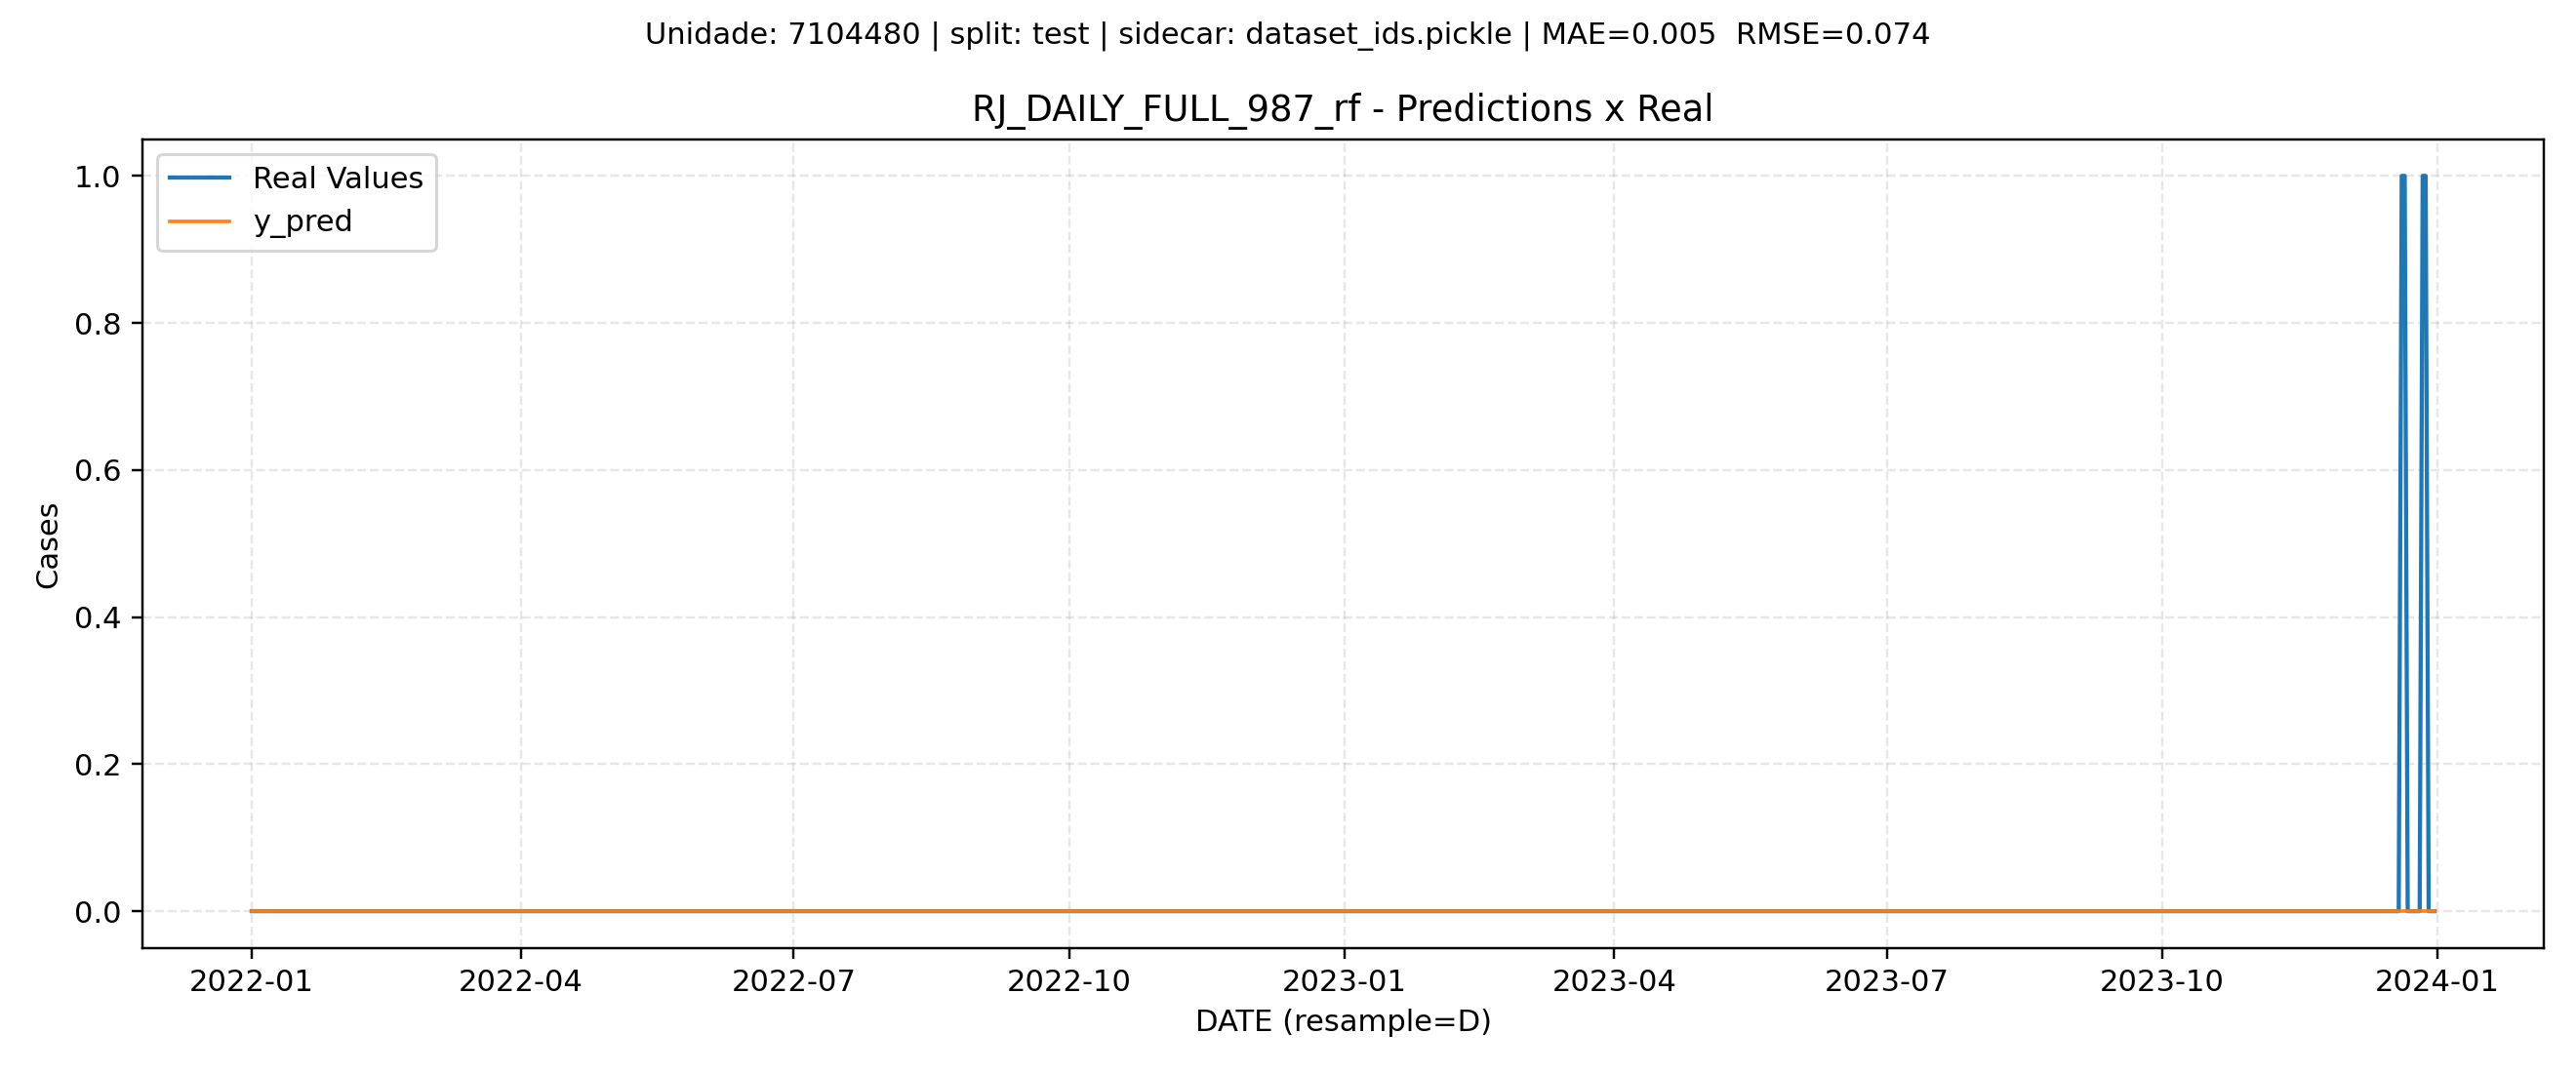 Unidade: 7104480 | split: test | sidecar: dataset_ids.pickle | MAE=0.005  RMSE=0.074
RJ_DAILY_FULL_987_rf - Predictions x Real
Real Values
y_pred
1.0
0.8
0.6
0.4
0.2
0.0
Cases
2022-01 2022-04 2022-07 2022-10 2023-01 2023-04 2023-07 2023-10 2024-01
DATE (resample=D)